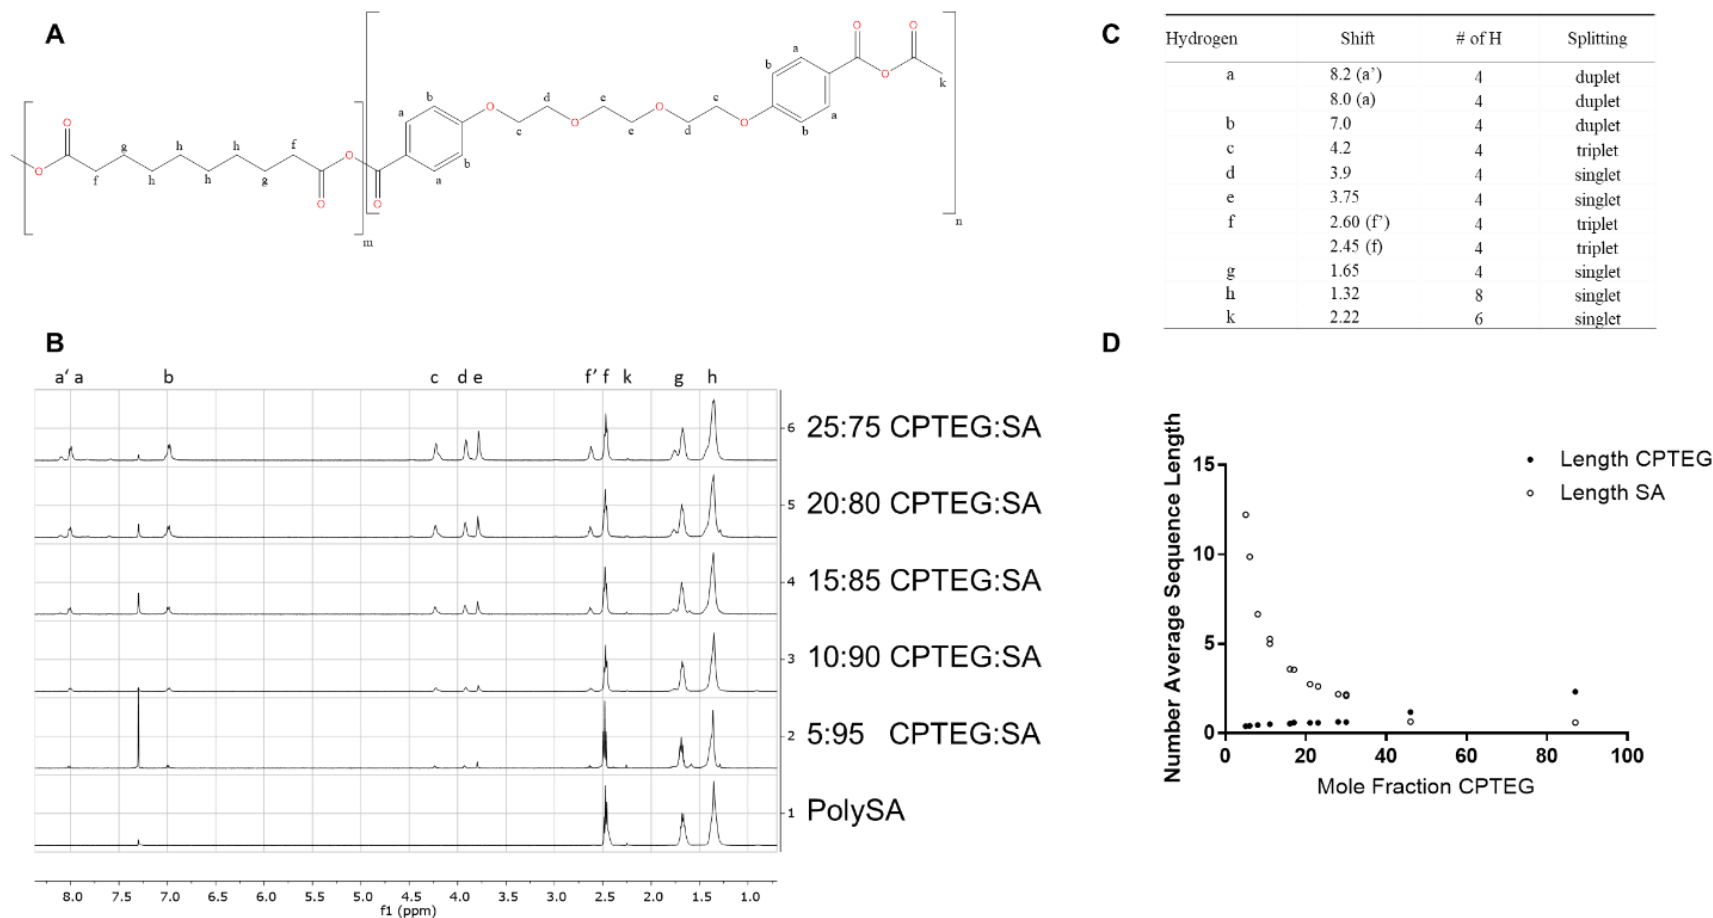 A
a
b
a
k
b
a
b
c
d
e
e
d
c
b
a
b
a
g
h
h
f
f
h
h
g
m
n
O
O
O
O
O
O
O
O
O
O
O
C
Hydrogen Shift # of H Splitting
a 8.2 (a’) 4 duplet
8.0 (a) 4 duplet
b 7.0 4 duplet
c 4.2 4 triplet
d 3.9 4 singlet
e 3.75 4 singlet
f 2.60 (f’) 4 triplet
2.45 (f) 4 triplet
g 1.65 4 singlet
h 1.32 8 singlet
k 2.22 6 singlet
B
a‘ a b c d e f’ f k g h
6 25:75 CPTEG:SA
5 20:80 CPTEG:SA
4 15:85 CPTEG:SA
3 10:90 CPTEG:SA
2 5:95 CPTEG:SA
1 PolySA
8.0 7.5 7.0 6.5 6.0 5.5 5.0 4.5 4.0 3.5 3.0 2.5 2.0 1.5 1.0
f1 (ppm)
D
Number Average Sequence Length
15
10
5
0
0 20 40 60 80 100
Mole Fraction CPTEG
Length CPTEG
Length SA